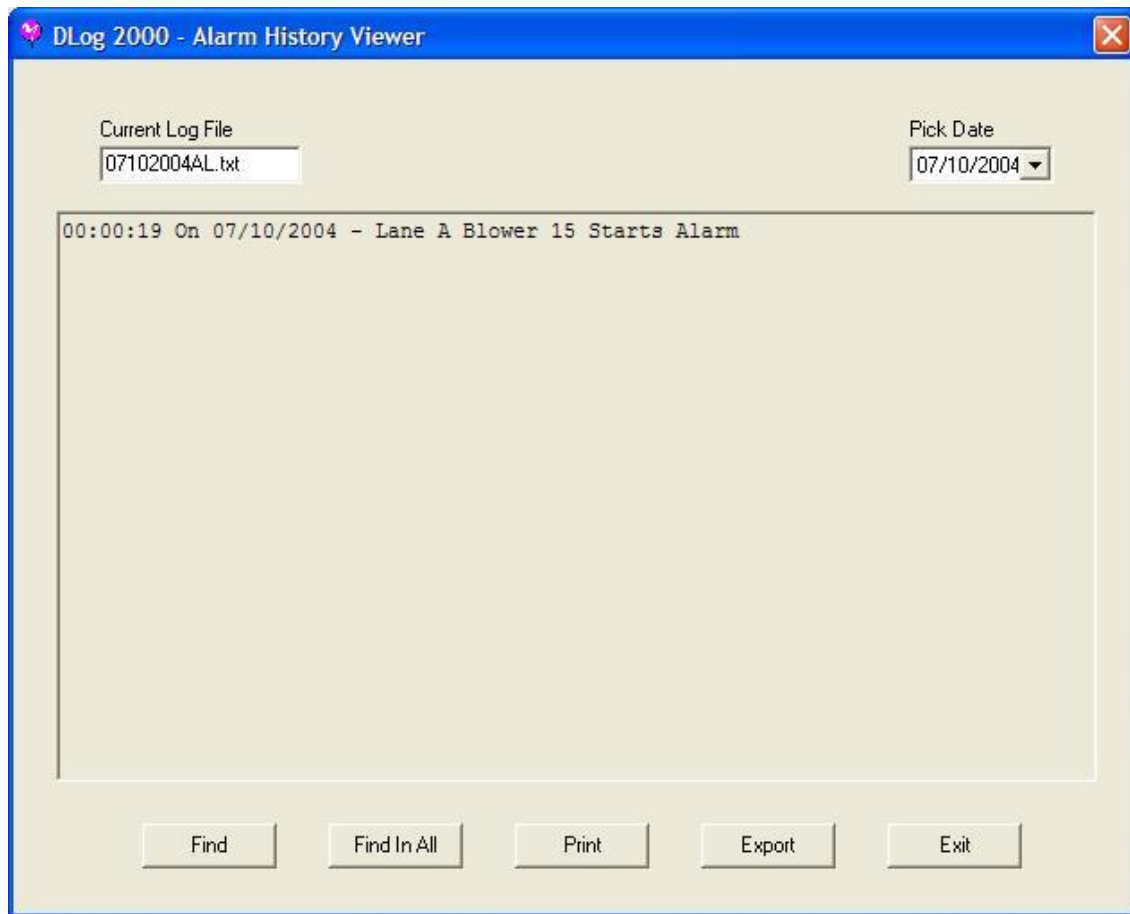 DLog 2000 - Alarm History Viewer
Current Log File
Pick Date
07102004AL.txt
07/10/2004
00:00:19 On 07/10/2004 - Lane A Blower 15 Starts Alarm
Find
Find In All
Print
Export
Exit